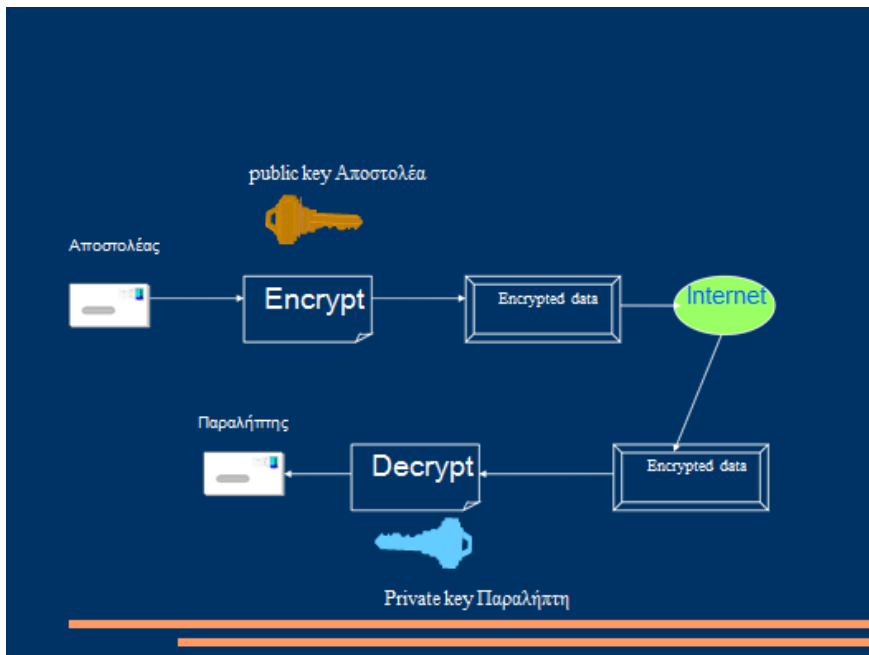 public key Αποστολέα
Αποστολέας
Encrypt
Encrypted data
Internet
Παραλήπτης
Decrypt
Encrypted data
Private key Παραλήπτη